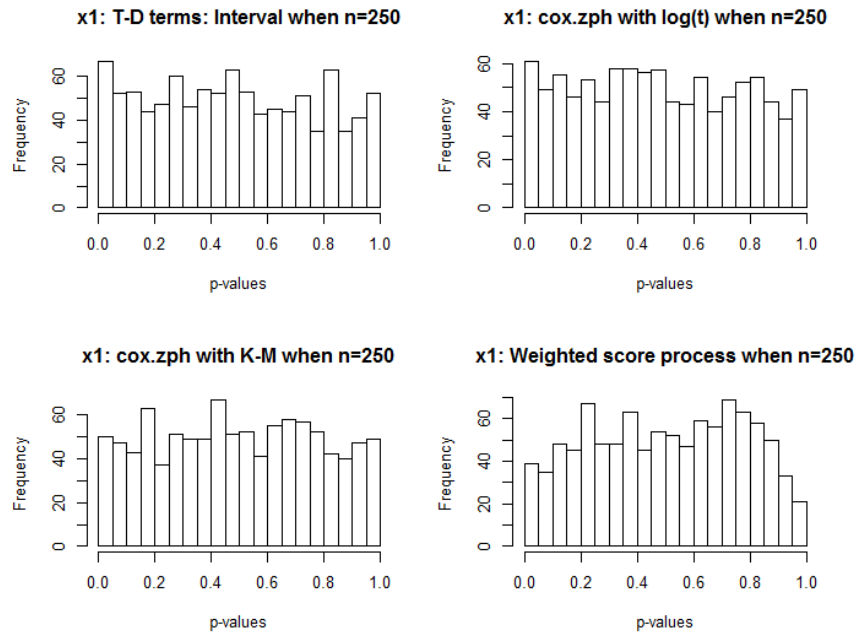 x1: T-D terms: Interval when n=250
Frequency
60
40
20
0
0.0 0.2 0.4 0.6 0.8 1.0
p-values
x1: cox.zph with log(t) when n=250
Frequency
60
40
20
0
0.0 0.2 0.4 0.6 0.8 1.0
p-values
x1: cox.zph with K-M when n=250
Frequency
60
40
20
0
0.0 0.2 0.4 0.6 0.8 1.0
p-values
x1: Weighted score process when n=250
Frequency
60
40
20
0
0.0 0.2 0.4 0.6 0.8 1.0
p-values